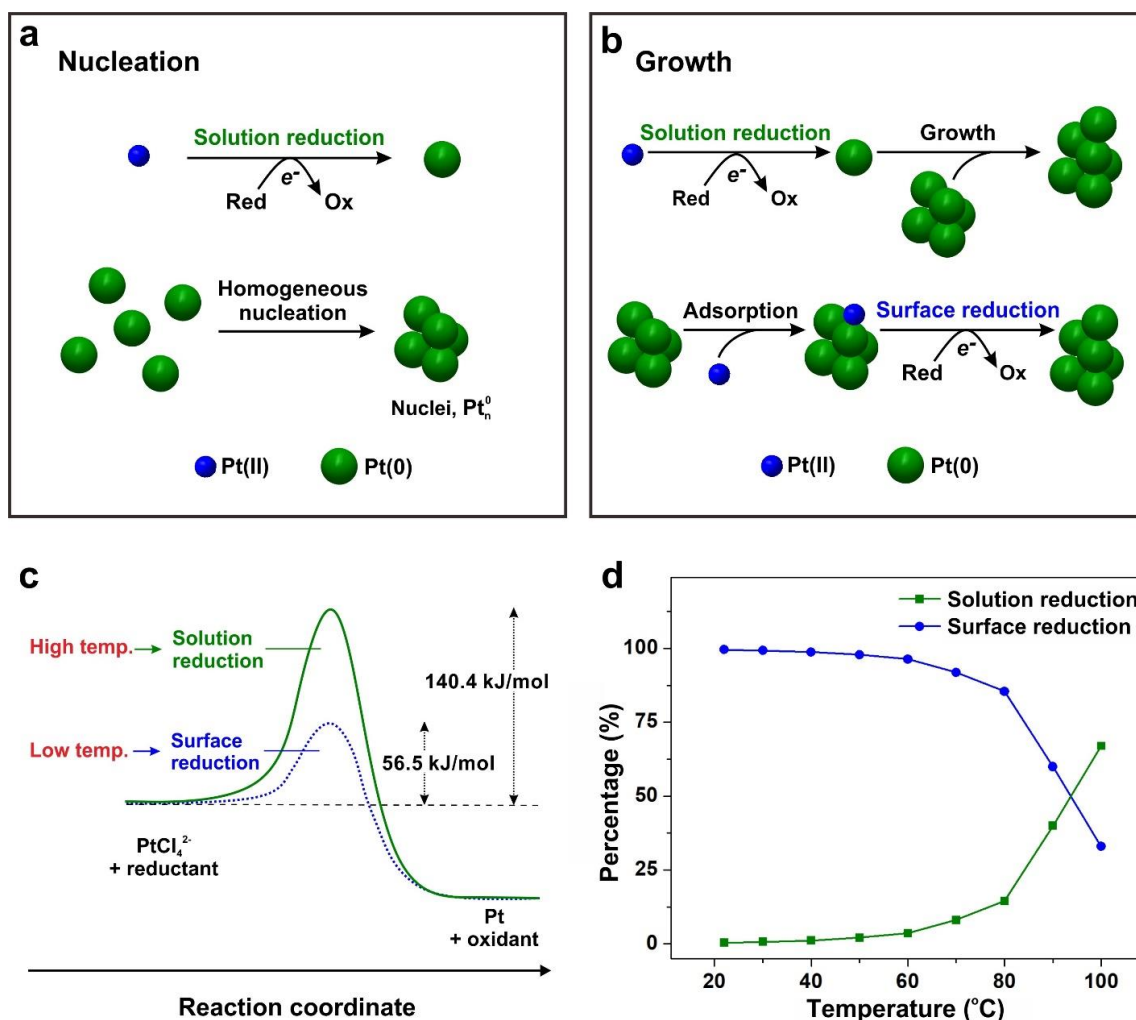 a
Nucleation
Solution reduction
e-
Red
Ox
Homogeneous
nucleation
Nuclei, Pt⁰ₙ
Pt(II)
Pt(0)
b
Growth
Solution reduction
Growth
e-
Red
Ox
Adsorption
Surface reduction
e-
Red
Ox
Pt(II)
Pt(0)
c
High temp.
Solution
reduction
140.4 kJ/mol
Low temp.
Surface
reduction
56.5 kJ/mol
PtCl₄²⁻
+ reductant
Pt
+ oxidant
Reaction coordinate
d
Solution reduction
Surface reduction
100
75
50
25
0
Percentage (%)
20
40
60
80
100
Temperature (°C)